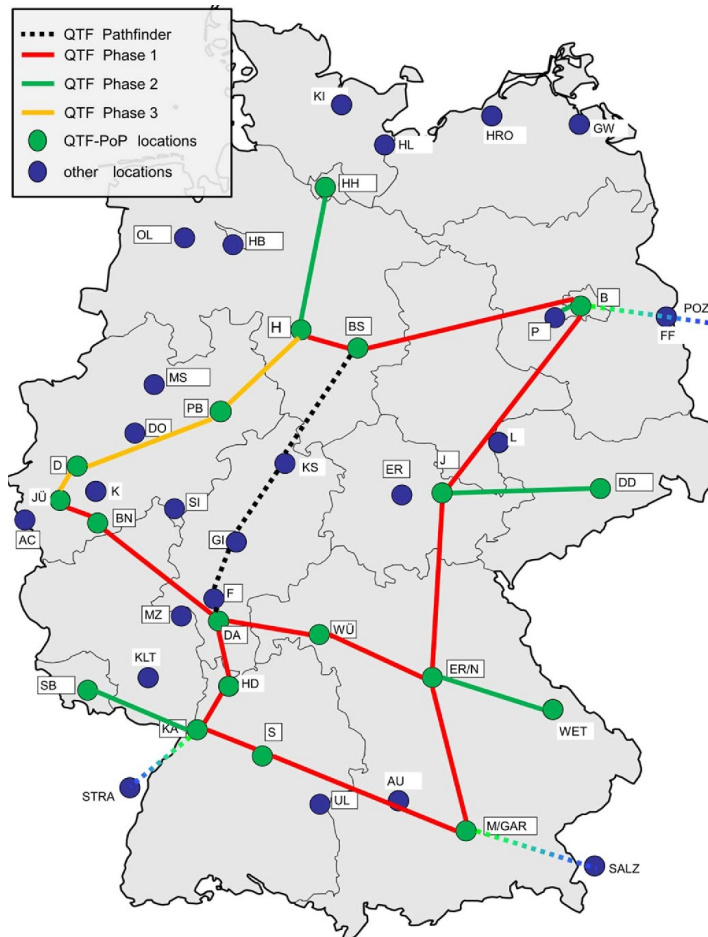 QTF Pathfinder
QTF Phase 1
QTF Phase 2
QTF Phase 3
QTF-PoP locations
other locations
KI
HL
HRO
GW
HH
OL
HB
H
BS
B
P
POZ
FF
MS
PB
DO
D
KS
ER
J
L
DD
JÜ
K
BN
SI
AC
GI
F
MZ
DA
WÜ
KLT
SB
HD
ER/N
WET
KA
S
STRA
UL
AU
M/GAR
SALZ